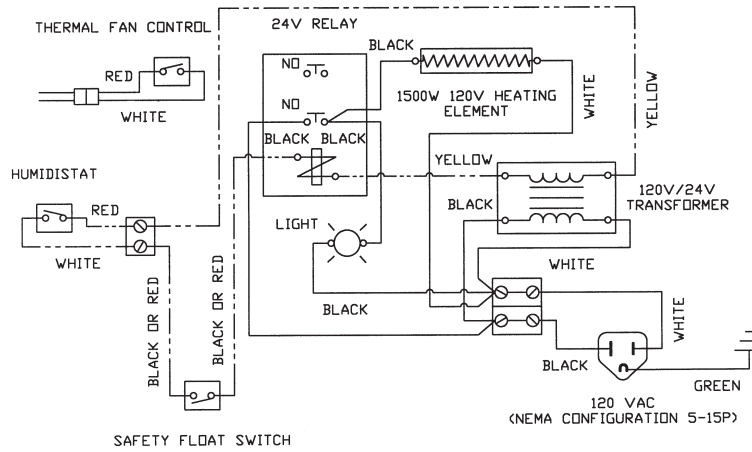 24V RELAY
THERMAL FAN CONTROL
BLACK
NO
RED
1500W 120V HEATING
ELEMENT
WHITE
YELLOW
NO
WHITE
BLACK BLACK
YELLOW
HUMIDISTAT
120V/24V
TRANSFORMER
RED
BLACK
LIGHT
WHITE
WHITE
BLACK OR RED
BLACK OR RED
BLACK
WHITE
BLACK
GREEN
120 VAC
(NEMA CONFIGURATION 5-15P)
SAFETY FLOAT SWITCH